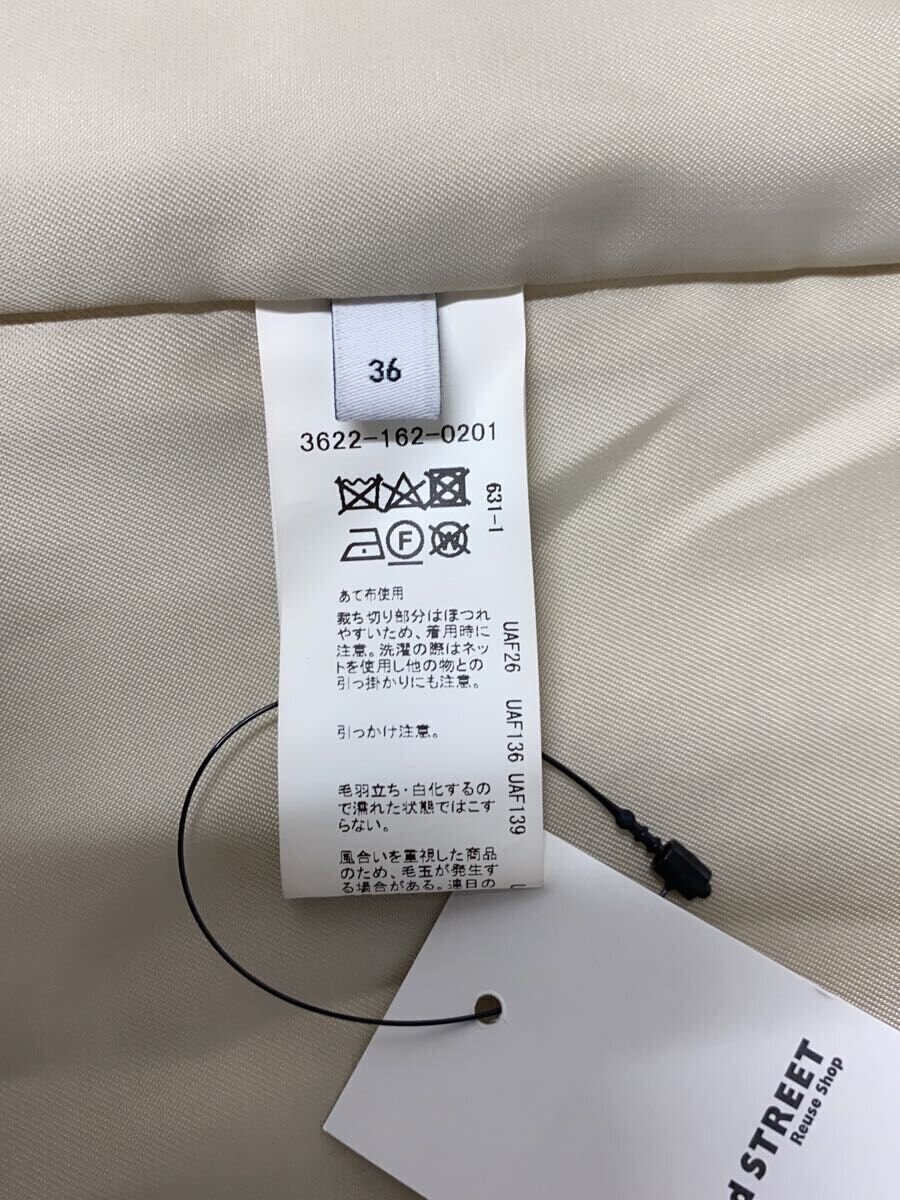 36
3622-162-0201
631-1
F
W
あて布使用
裁ち切り部分はほつれ
やすいため、着用時に
注意。洗濯の際はネッ
トを使用し他の物との
引っ掛かりにも注意。
引っかけ注意。
毛羽立ち・白化するの
で濡れた状態ではこす
らない。
風合いを重視した商品
のため、毛玉が発生す
る場合がある。連日の
UAF26 UAF136 UAF139
d STREET
Reuse Shop